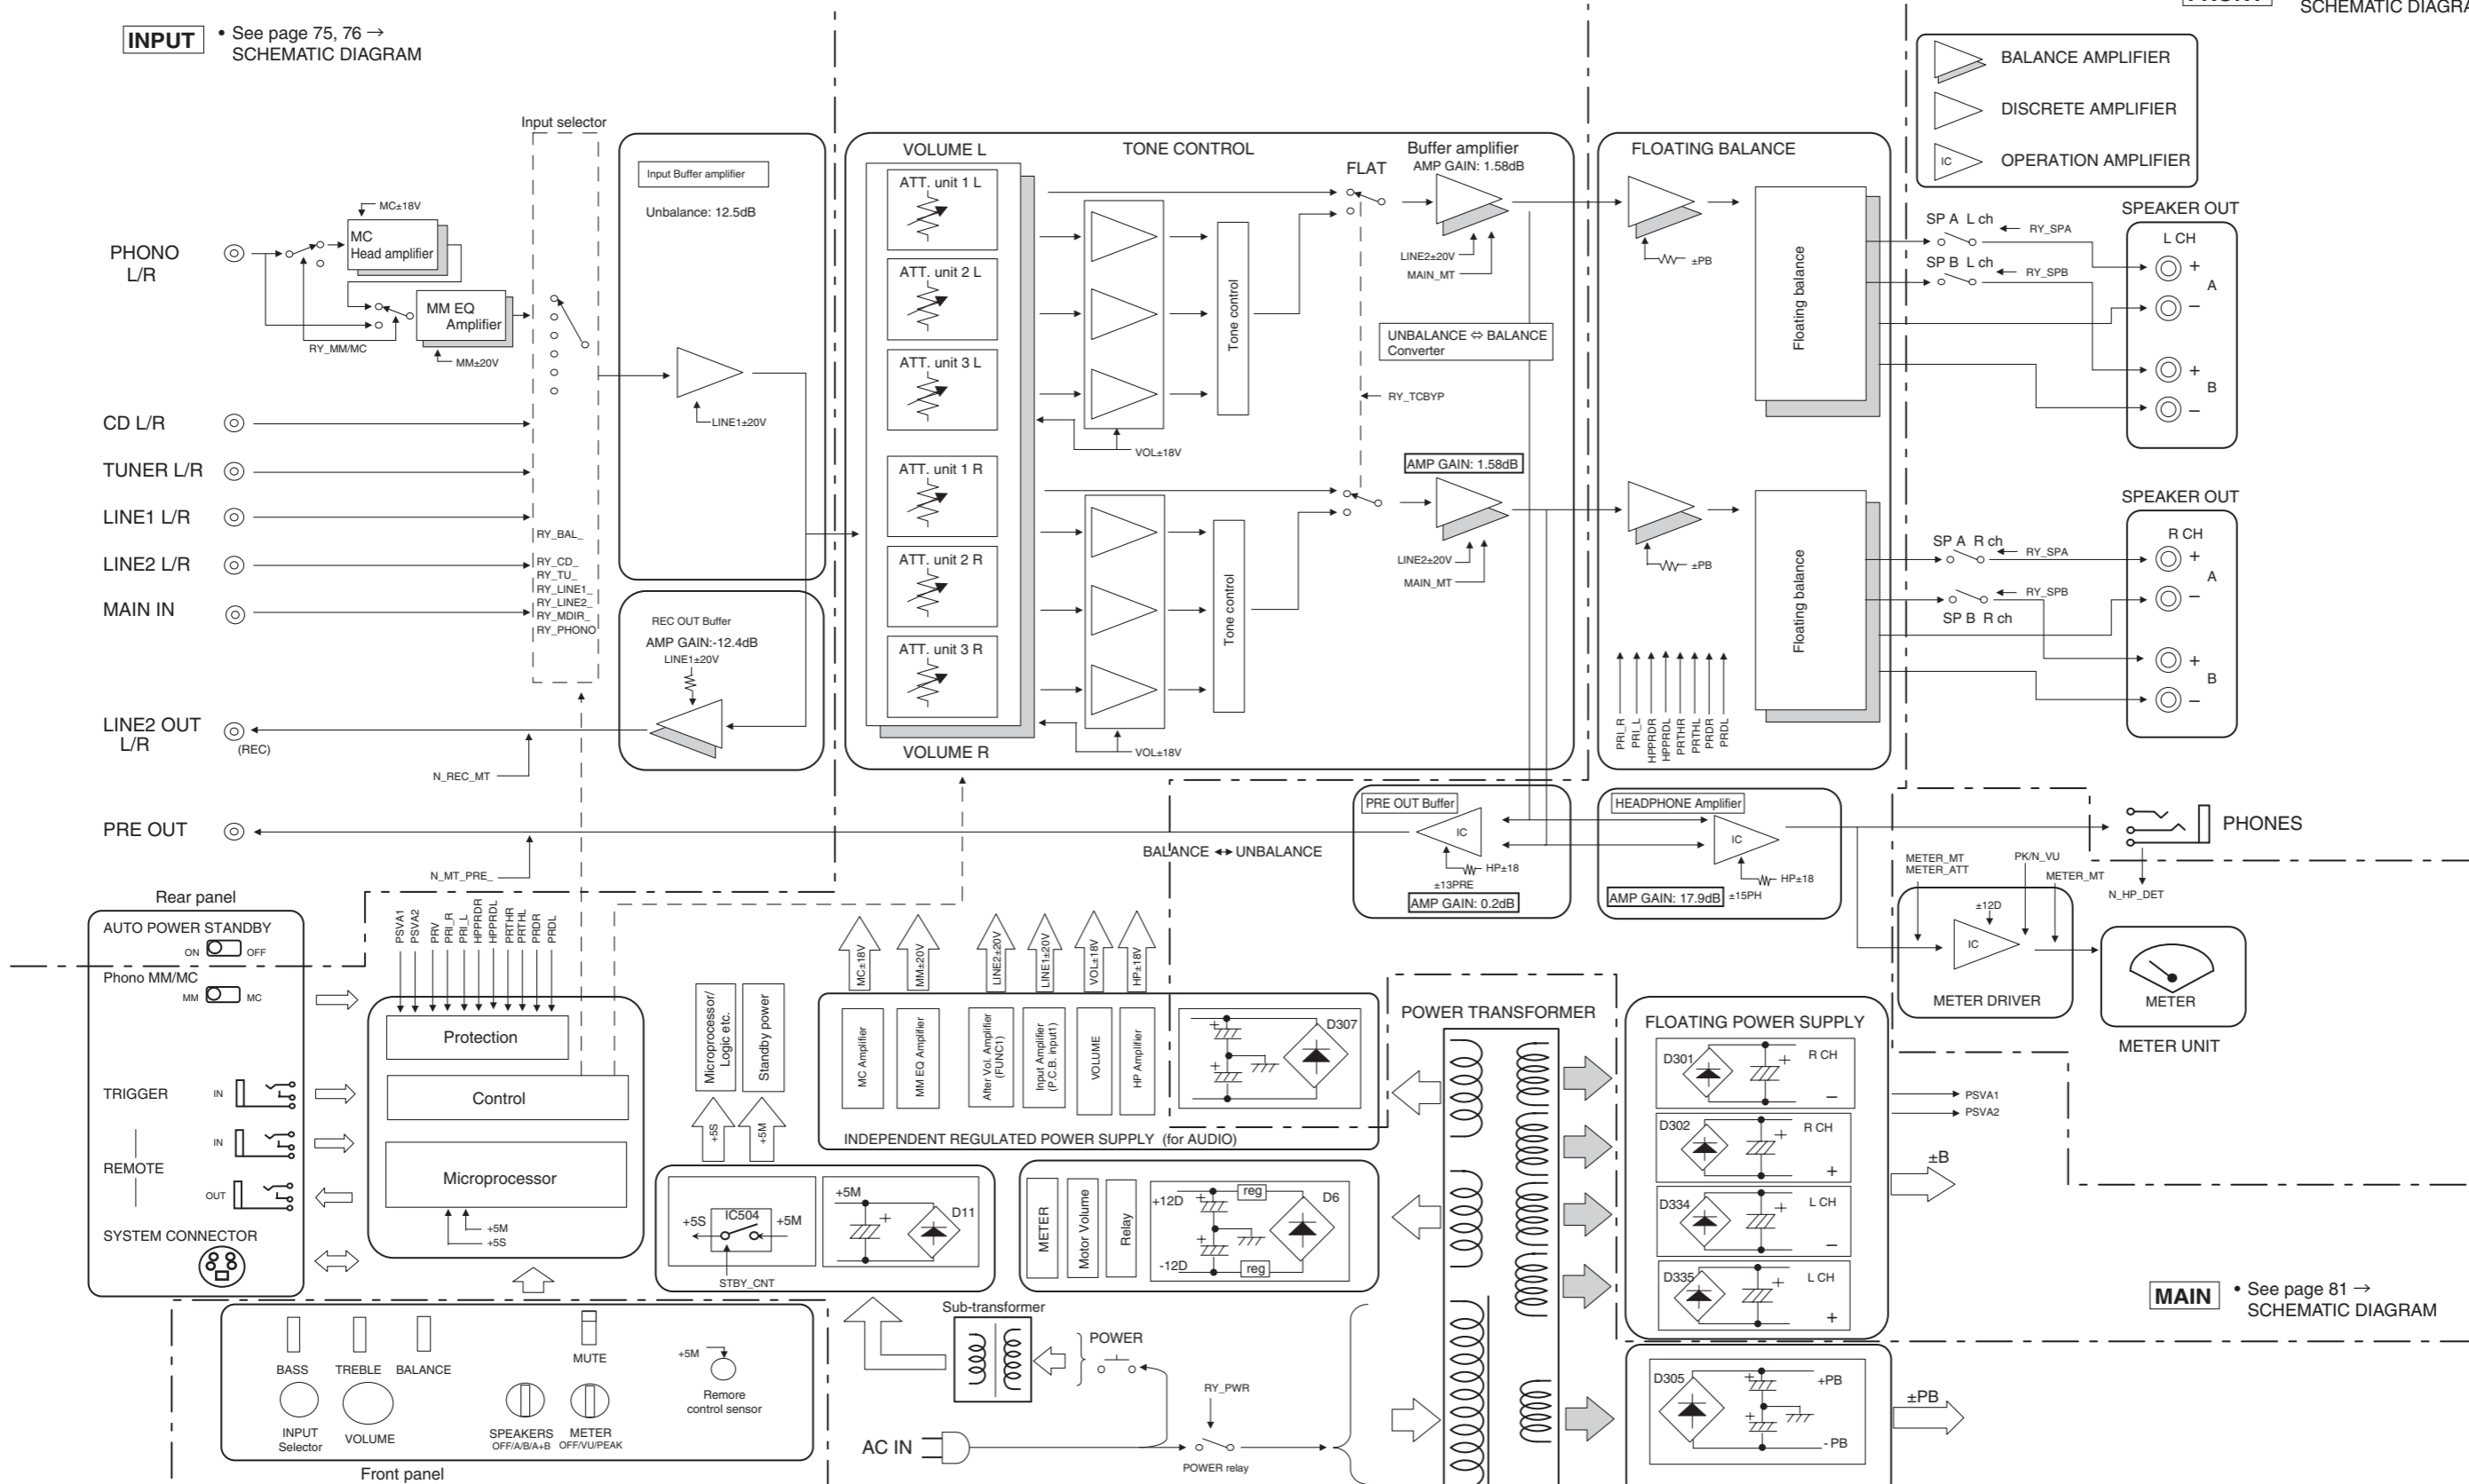 INPUT
• See page 75, 76 →
SCHEMATIC DIAGRAM
SCHEMATIC DIAGRA
BALANCE AMPLIFIER
DISCRETE AMPLIFIER
IC
OPERATION AMPLIFIER
Input selector
Input Buffer amplifier
Unbalance: 12.5dB
LINE1±20V
PHONO
L/R
MC±18V
MC
Head amplifier
MM EQ
Amplifier
RY_MM/MC
MM±20V
CD L/R
TUNER L/R
LINE1 L/R
LINE2 L/R
MAIN IN
RY_BAL_
RY_CD_
RY_TU_
RY_LINE1_
RY_LINE2_
RY_MDIR_
RY_PHONO
REC OUT Buffer
AMP GAIN:-12.4dB
LINE1±20V
LINE2 OUT
L/R
(REC)
N_REC_MT
PRE OUT
N_MT_PRE_
VOLUME L
ATT. unit 1 L
ATT. unit 2 L
ATT. unit 3 L
ATT. unit 1 R
ATT. unit 2 R
ATT. unit 3 R
VOLUME R
TONE CONTROL
Tone control
VOL±18V
Tone control
VOL±18V
FLAT
Buffer amplifier
AMP GAIN: 1.58dB
LINE2±20V
MAIN_MT
UNBALANCE ⇔ BALANCE
Converter
RY_TCBYP
AMP GAIN: 1.58dB
LINE2±20V
MAIN_MT
FLOATING BALANCE
±PB
Floating balance
±PB
Floating balance
PRI_R
PRI_L
HPPRDR
HPPRDL
PRTHR
PRTHL
PRDR
PRDL
SP A  L ch
RY_SPA
SP B  L ch
RY_SPB
SPEAKER OUT
L CH
+
A
−
+
B
−
SP A  R ch
RY_SPA
RY_SPB
SP B  R ch
SPEAKER OUT
R CH
+
A
−
+
B
−
PRE OUT Buffer
IC
HP±18
±13PRE
AMP GAIN: 0.2dB
BALANCE ↔ UNBALANCE
HEADPHONE Amplifier
IC
HP±18
AMP GAIN: 17.9dB
±15PH
PHONES
N_HP_DET
METER_MT
METER_ATT
PK/N_VU
METER_MT
±12D
IC
METER DRIVER
METER
METER UNIT
Rear panel
AUTO POWER STANDBY
ON
OFF
Phono MM/MC
MM
MC
TRIGGER
IN
IN
REMOTE
OUT
SYSTEM CONNECTOR
PSVA1
PSVA2
PRV
PRI_R
PRI_L
HPPRDR
HPPRDL
PRTHR
PRTHL
PRDR
PRDL
Protection
Control
Microprocessor
+5M
+5S
Microprocessor/
Logic etc.
Standby power
+5S
+5M
+5S
IC504
+5M
STBY_CNT
+5M
+
D11
MC±18V
MM±20V
LINE2±20V
LINE1±20V
VOL±18V
HP±18V
MC Amplifier
MM EQ Amplifier
After Vol. Amplifier
(FUNC1)
Input Amplifier
(P.C.B. input1)
VOLUME
HP Amplifier
+
+
D307
INDEPENDENT REGULATED POWER SUPPLY  (for AUDIO)
METER
Motor Volume
Relay
+12D
+
reg
D6
+
-12D
reg
POWER TRANSFORMER
FLOATING POWER SUPPLY
D301
+
R CH
−
D302
+
R CH
+
D334
+
L CH
−
D335
+
L CH
+
PSVA1
PSVA2
±B
MAIN
• See page 81 →
SCHEMATIC DIAGRAM
D305
+
+PB
+
- PB
±PB
BASS
TREBLE
BALANCE
MUTE
INPUT
Selector
VOLUME
SPEAKERS
OFF/A/B/A+B
METER
OFF/VU/PEAK
+5M
Remore
control sensor
Front panel
Sub-transformer
POWER
RY_PWR
AC IN
POWER relay